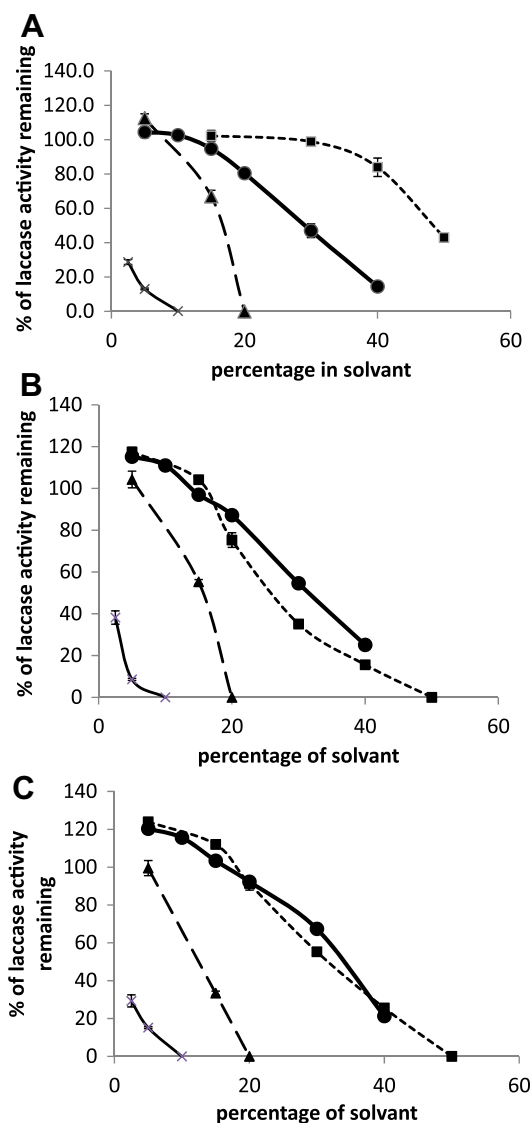 A
% of laccase activity remaining
140.0
120.0
100.0
80.0
60.0
40.0
20.0
0.0
0 20 40 60
percentage in solvant
B
% of laccase activity remaining
140
120
100
80
60
40
20
0
0 20 40 60
percentage of solvant
C
% of laccase activity
remaining
140
120
100
80
60
40
20
0
0 20 40 60
percentage of solvant